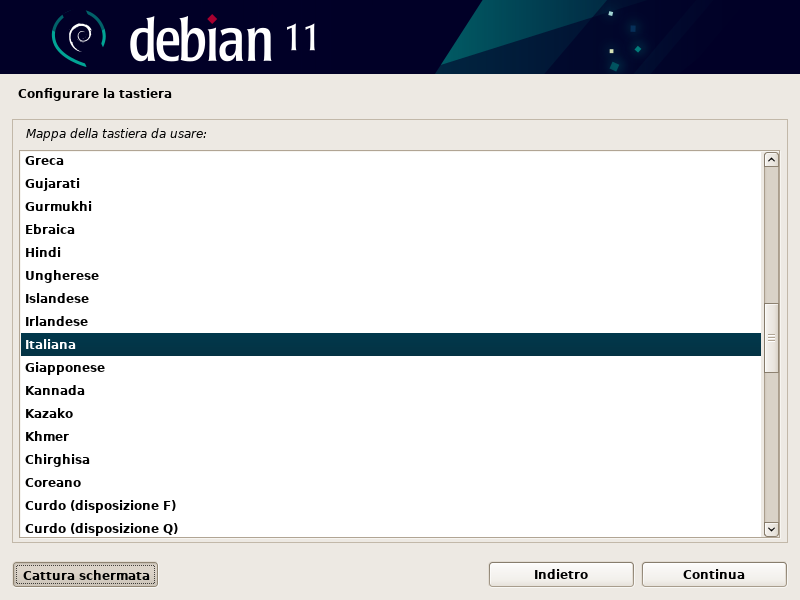 debian 11
Configurare la tastiera
Mappa della tastiera da usare:
Greca
Gujarati
Gurmukhi
Ebraica
Hindi
Ungherese
Islandese
Irlandese
Italiana
Giapponese
Kannada
Kazako
Khmer
Chirghisa
Coreano
Curdo (disposizione F)
Curdo (disposizione Q)
Cattura schermata
Indietro
Continua